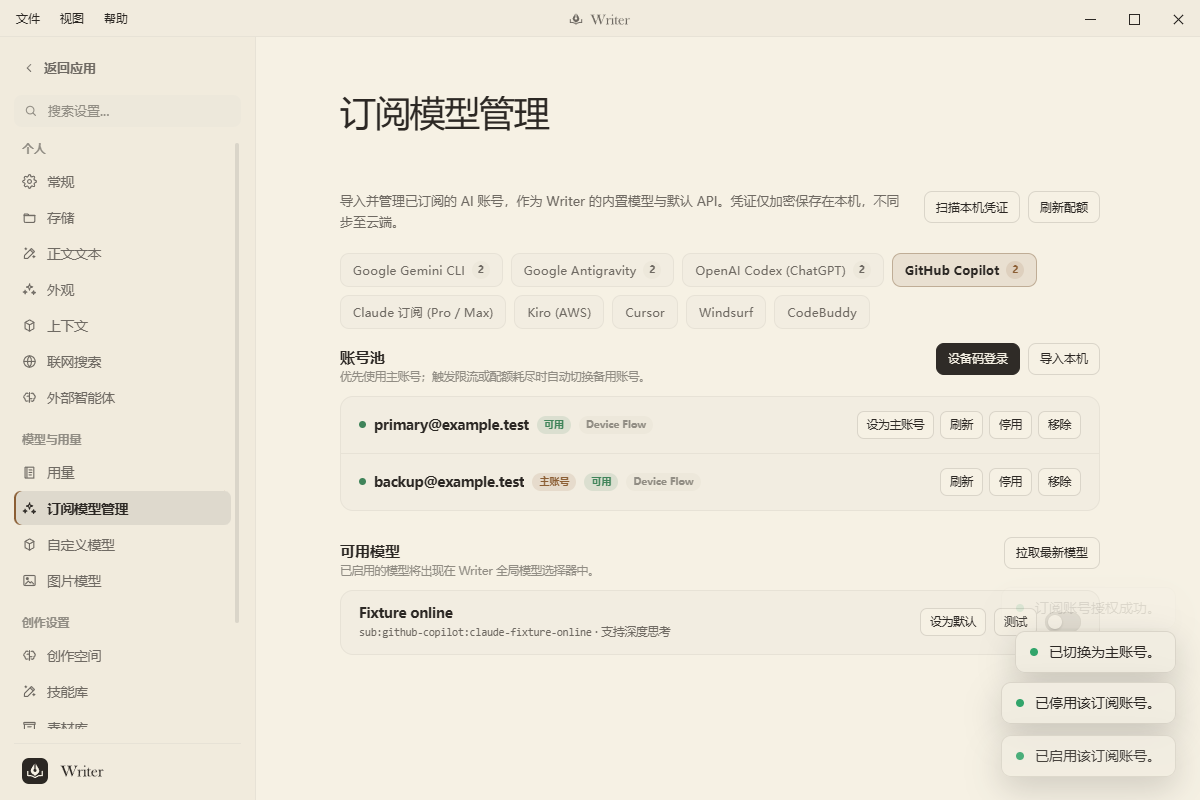 文件 视图 帮助
Writer
返回应用
搜索设置...
个人
常规
存储
正文文本
外观
上下文
联网搜索
外部智能体
模型与用量
用量
订阅模型管理
自定义模型
图片模型
创作设置
创作空间
技能库
素材库
Writer
订阅模型管理
导入并管理已订阅的 AI 账号，作为 Writer 的内置模型与默认 API。凭证仅加密保存在本机，不同
步至云端。
扫描本机凭证 刷新配额
Google Gemini CLI 2 Google Antigravity 2 OpenAI Codex (ChatGPT) 2 GitHub Copilot 2
Claude 订阅 (Pro / Max) Kiro (AWS) Cursor Windsurf CodeBuddy
账号池
优先使用主账号；触发限流或配额耗尽时自动切换备用账号。
设备码登录 导入本机
primary@example.test 可用 Device Flow 设为主账号 刷新 停用 移除
backup@example.test 主账号 可用 Device Flow 刷新 停用 移除
可用模型
已启用的模型将出现在 Writer 全局模型选择器中。
拉取最新模型
Fixture online
sub:github-copilot:claude-fixture-online · 支持深度思考
设为默认 测试
订阅账号授权成功。
已切换为主账号。
已停用该订阅账号。
已启用该订阅账号。